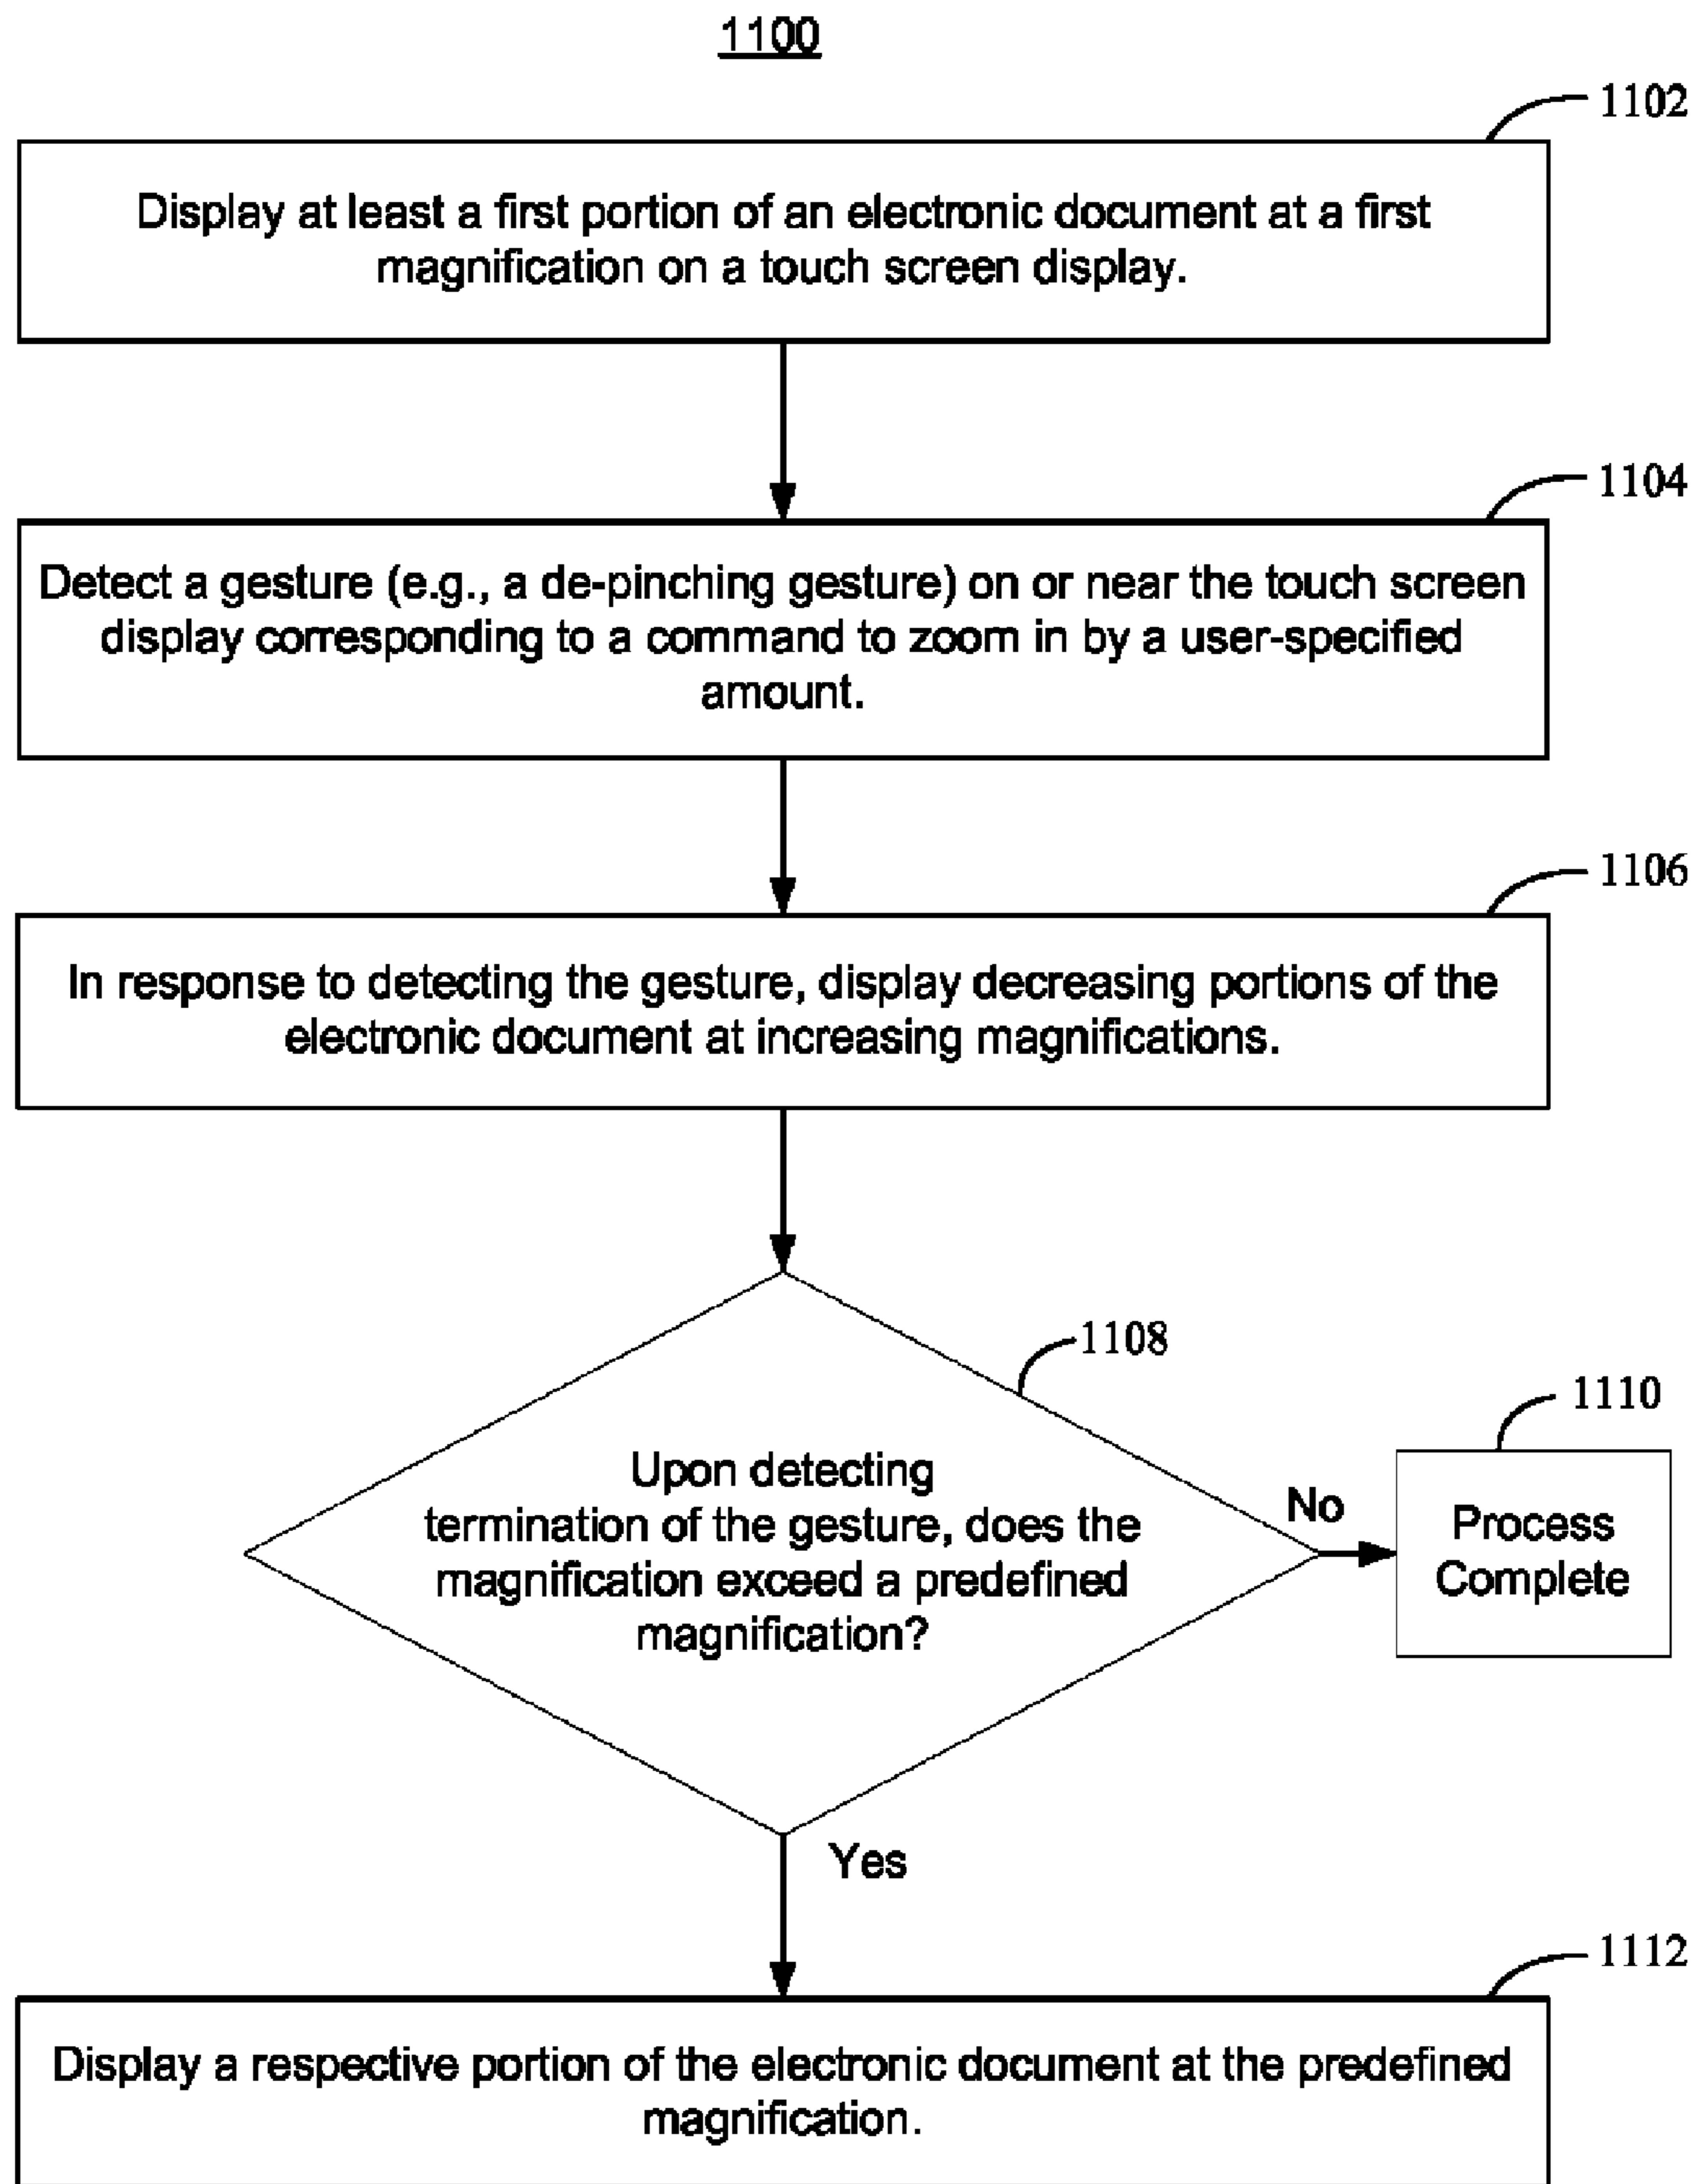 1100
1102
Display at least a first portion of an electronic document at a first
magnification on a touch screen display.
1104
Detect a gesture (e.g., a de-pinching gesture) on or near the touch screen
display corresponding to a command to zoom in by a user-specified
amount.
1106
In response to detecting the gesture, display decreasing portions of the
electronic document at increasing magnifications.
1108
Upon detecting
termination of the gesture, does the
magnification exceed a predefined
magnification?
No
1110
Process
Complete
Yes
1112
Display a respective portion of the electronic document at the predefined
magnification.